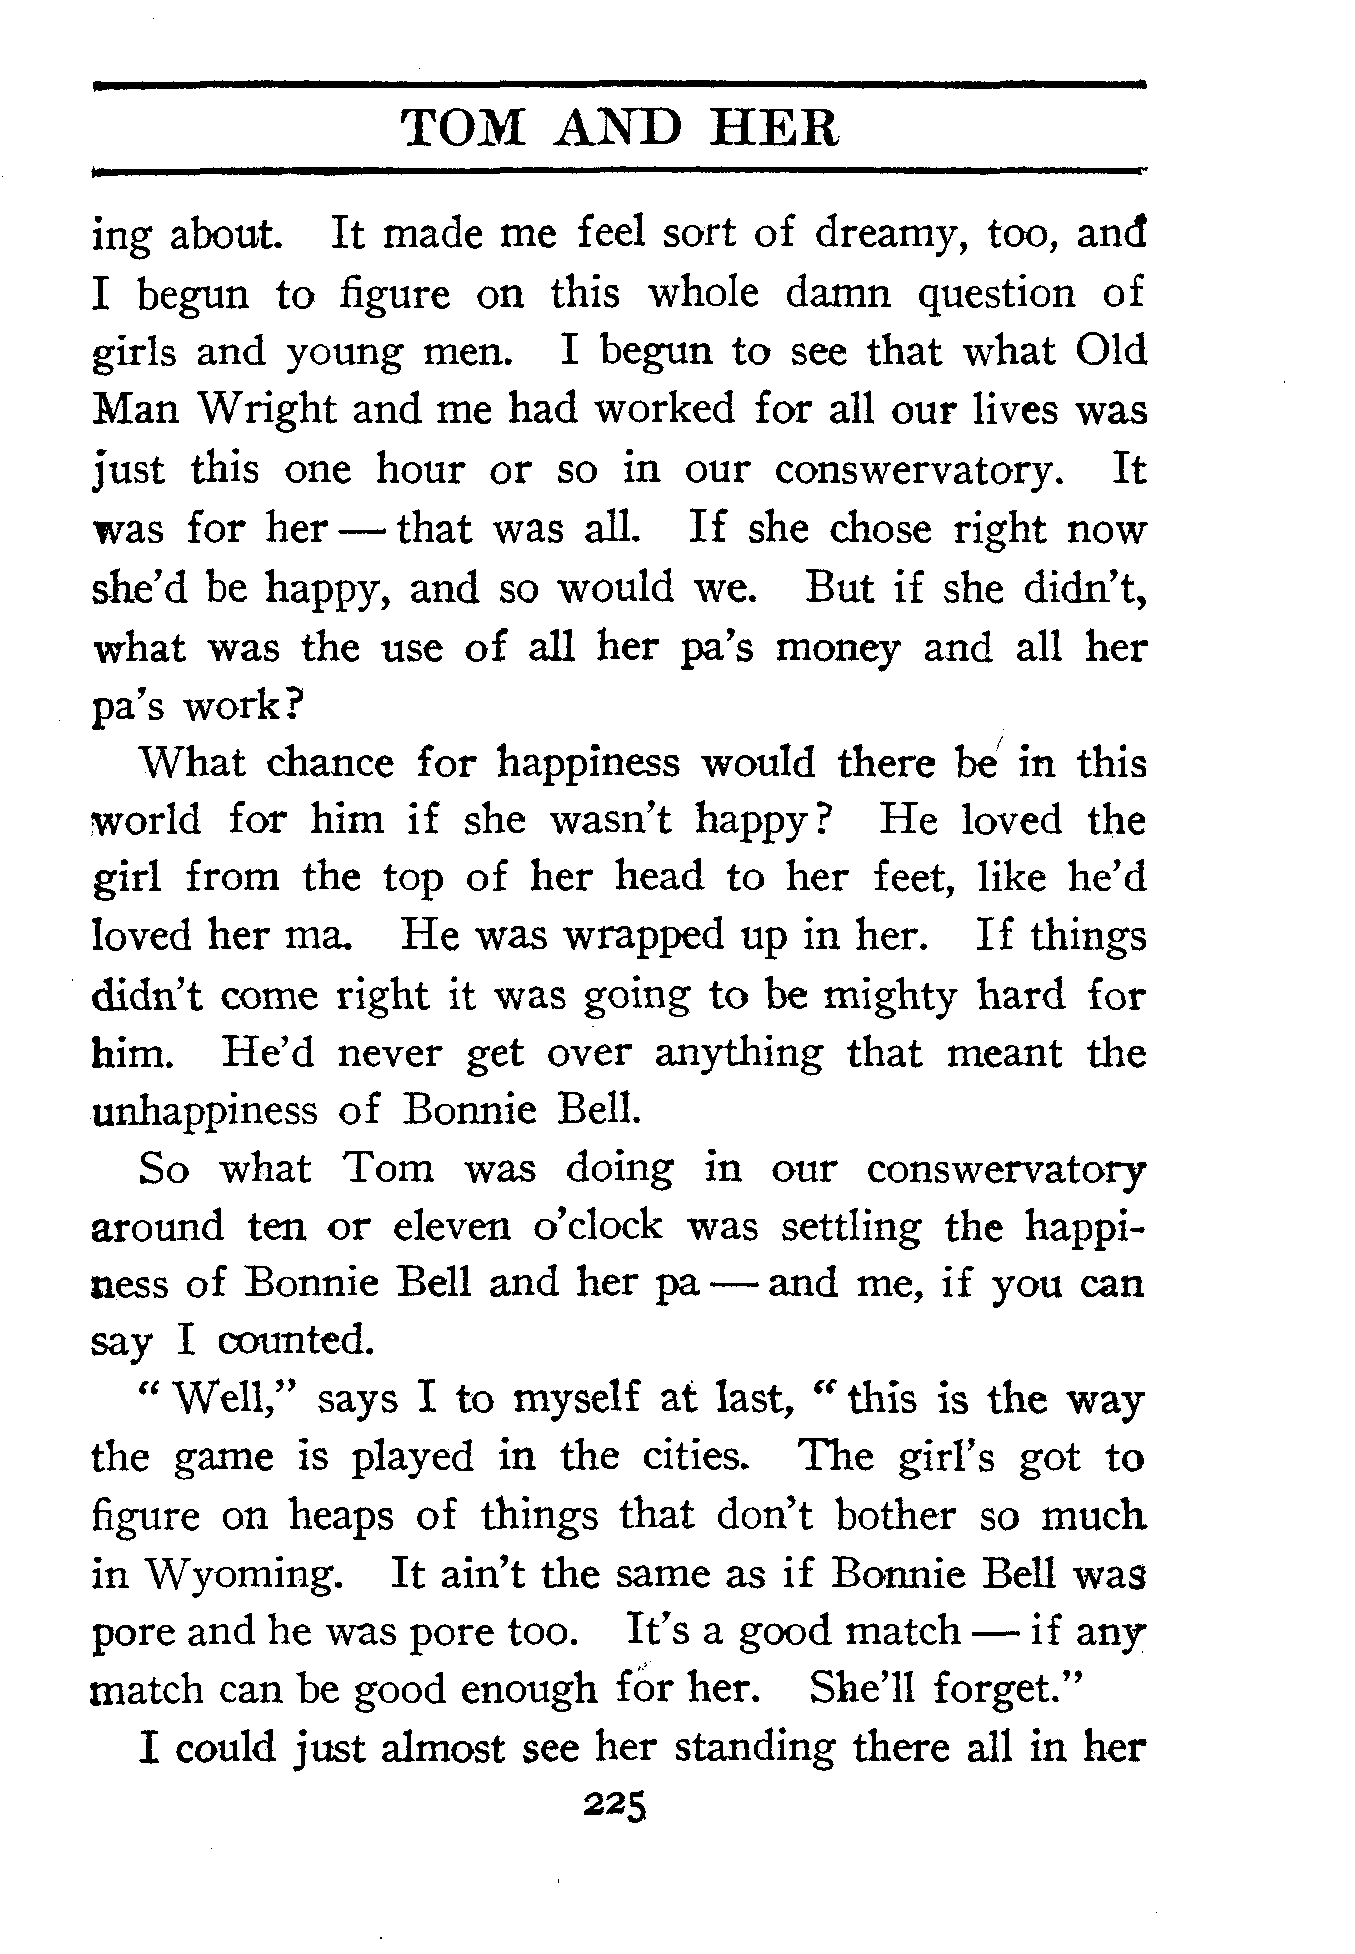 TOM AND HER
ing about. It made me feel sort of dreamy, too, and
I begun to figure on this whole damn question of
girls and young men. I begun to see that what Old
Man Wright and me had worked for all our lives was
just this one hour or so in our conswervatory. It
was for her — that was all. If she chose right now
she'd be happy, and so would we. But if she didn't,
what was the use of all her pa's money and all her
pa's work?
What chance for happiness would there be in this
world for him if she wasn't happy? He loved the
girl from the top of her head to her feet, like he'd
loved her ma. He was wrapped up in her. If things
didn't come right it was going to be mighty hard for
him. He'd never get over anything that meant the
unhappiness of Bonnie Bell.
So what Tom was doing in our conswervatory
around ten or eleven o'clock was settling the happi-
ness of Bonnie Bell and her pa — and me, if you can
say I counted.
"Well," says I to myself at last, "this is the way
the game is played in the cities. The girl's got to
figure on heaps of things that don't bother so much
in Wyoming. It ain't the same as if Bonnie Bell was
pore and he was pore too. It's a good match — if any
match can be good enough for her. She'll forget."
I could just almost see her standing there all in her
225